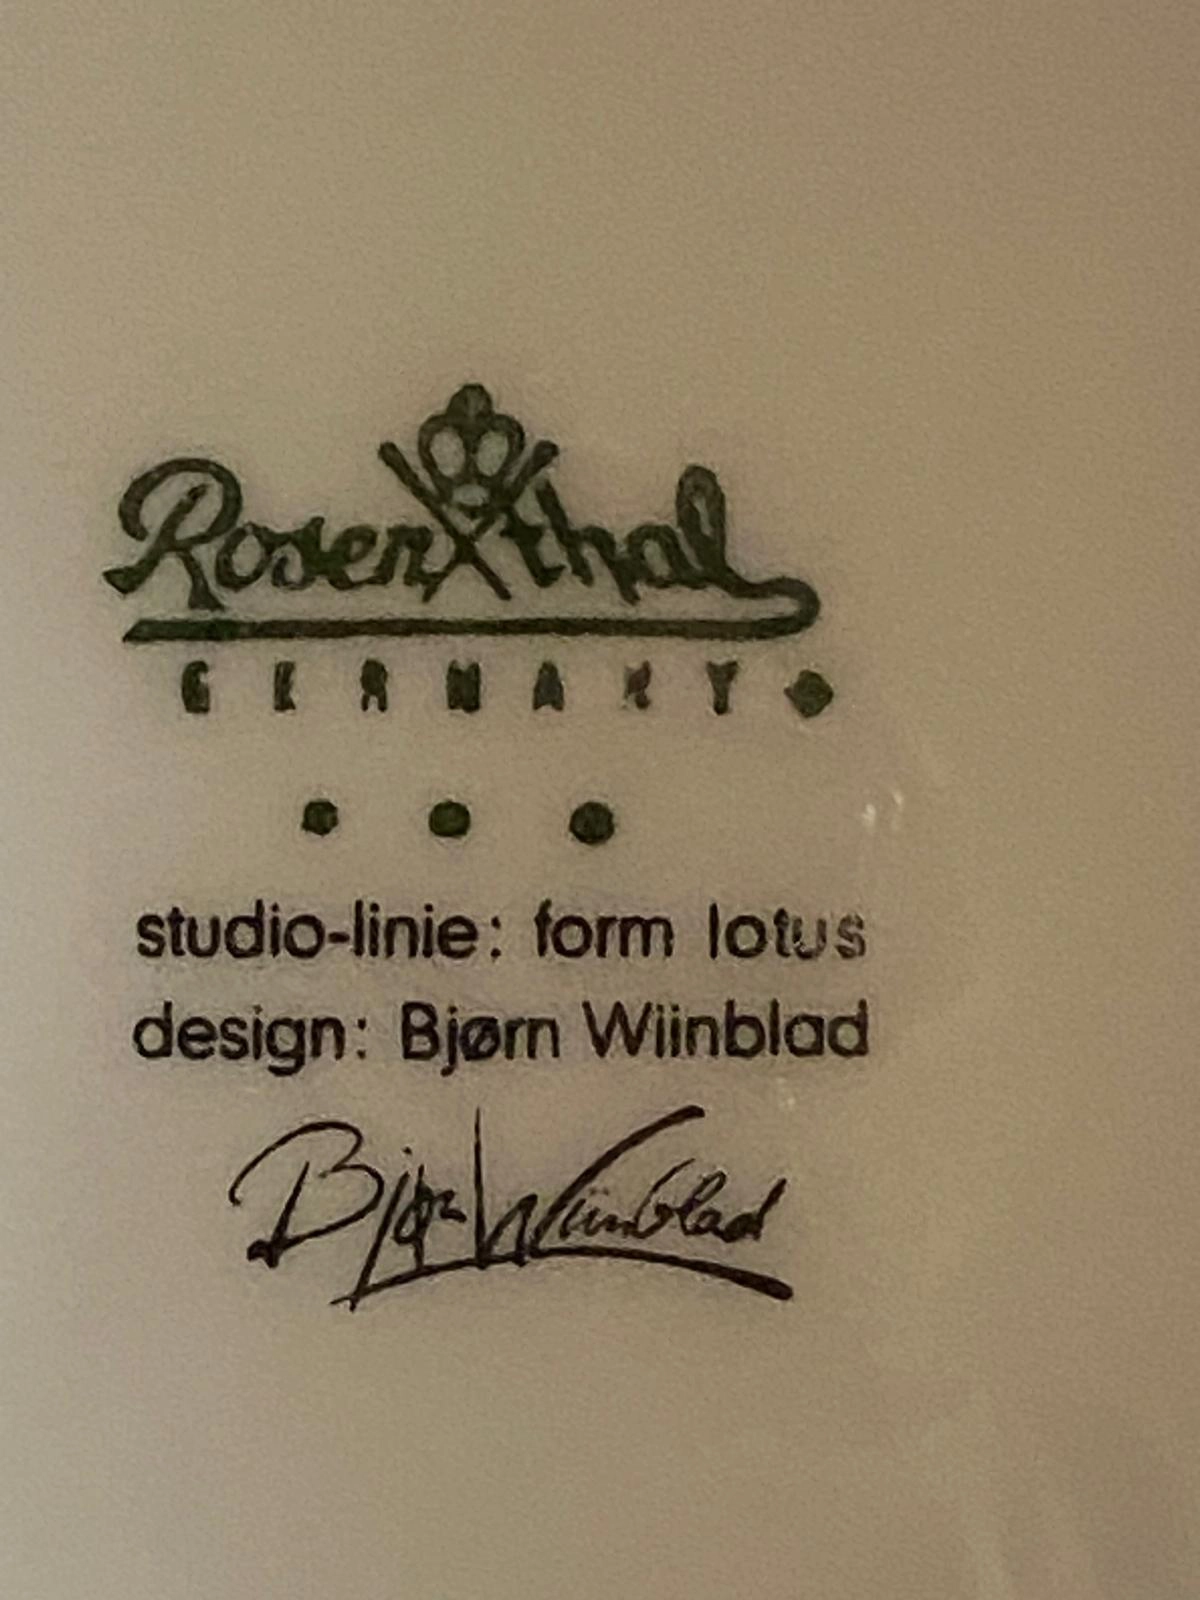 Rosenthal
GERMANY
studio-linie: form lotus
design: Bjørn Wiinblad
Bjørn Wiinblad